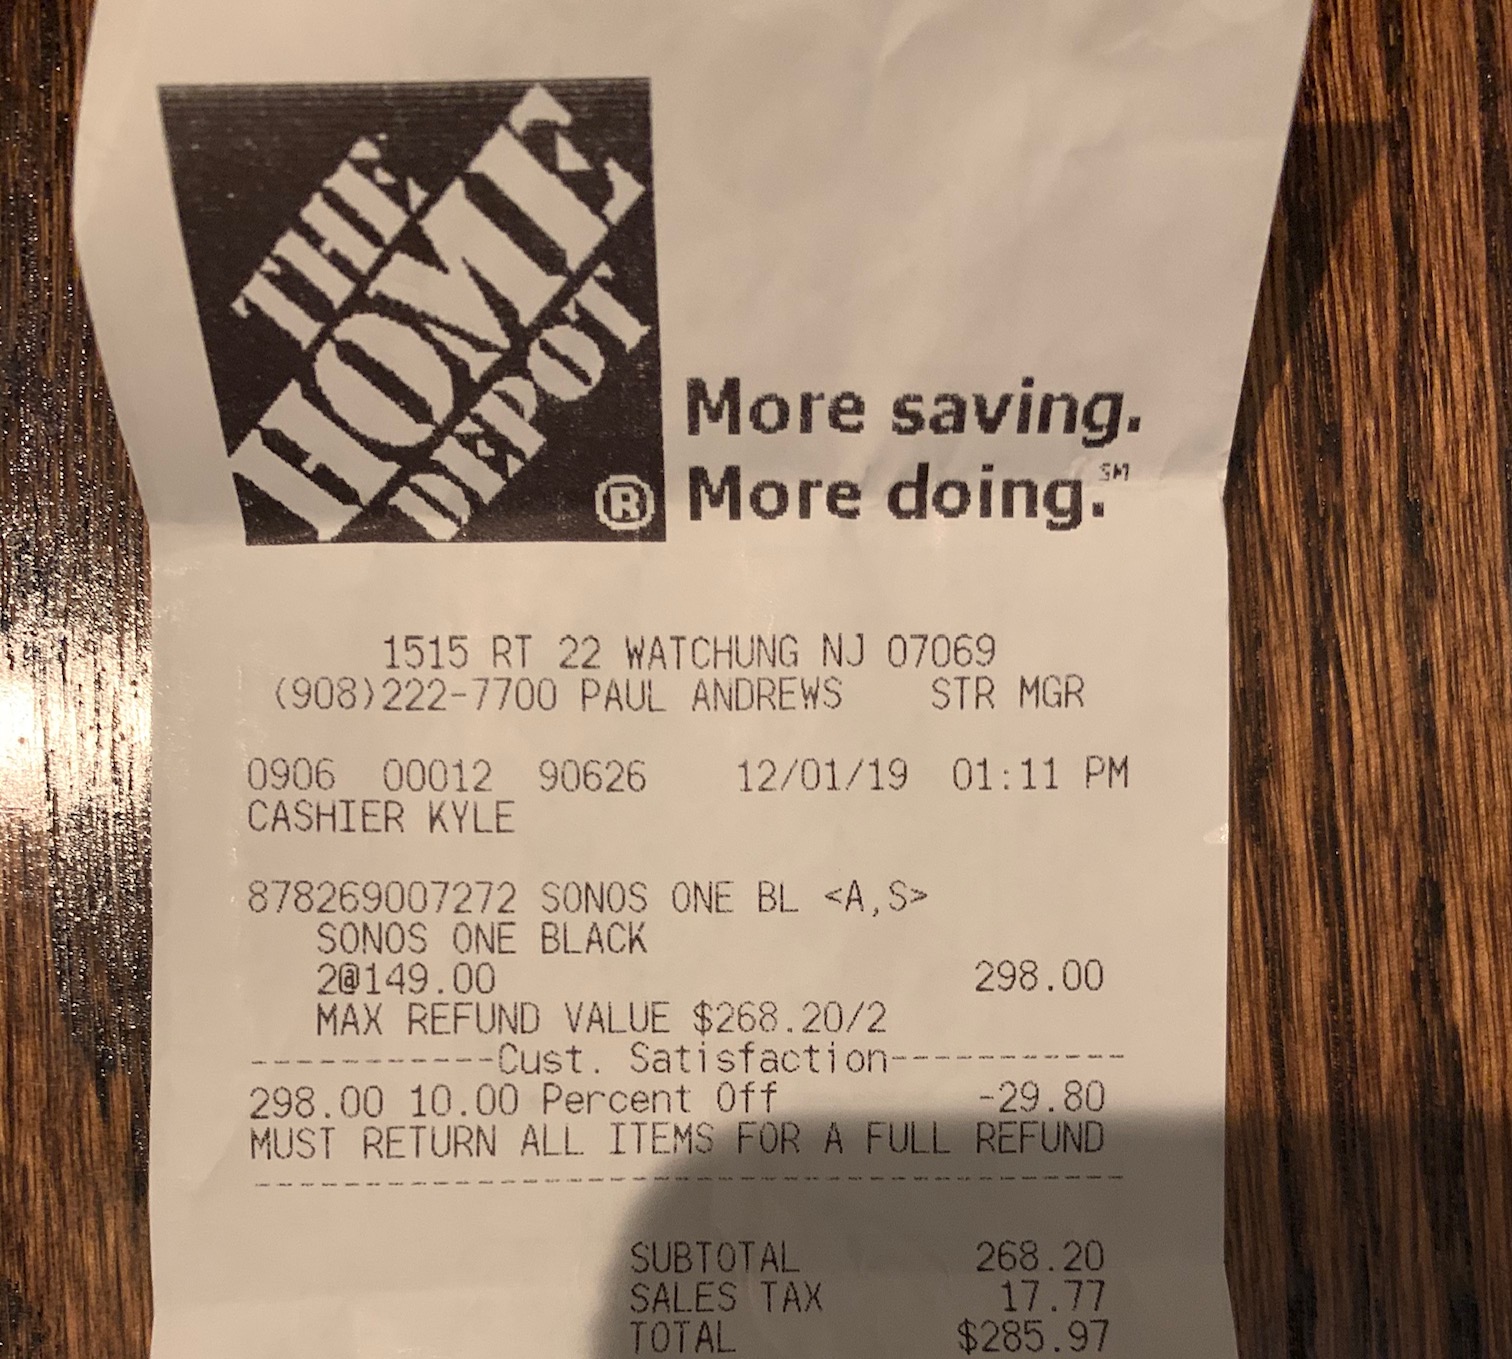 THE
HOME
DEPOT
®
More saving.
More doing.℠
1515 RT 22 WATCHUNG NJ 07069
(908)222-7700 PAUL ANDREWS STR MGR
0906 00012 90626 12/01/19 01:11 PM
CASHIER KYLE
878269007272 SONOS ONE BL <A,S>
SONOS ONE BLACK
2@149.00 298.00
MAX REFUND VALUE $268.20/2
-----------Cust. Satisfaction-----------
298.00 10.00 Percent Off -29.80
MUST RETURN ALL ITEMS FOR A FULL REFUND
----------------------------------------
SUBTOTAL 268.20
SALES TAX 17.77
TOTAL $285.97